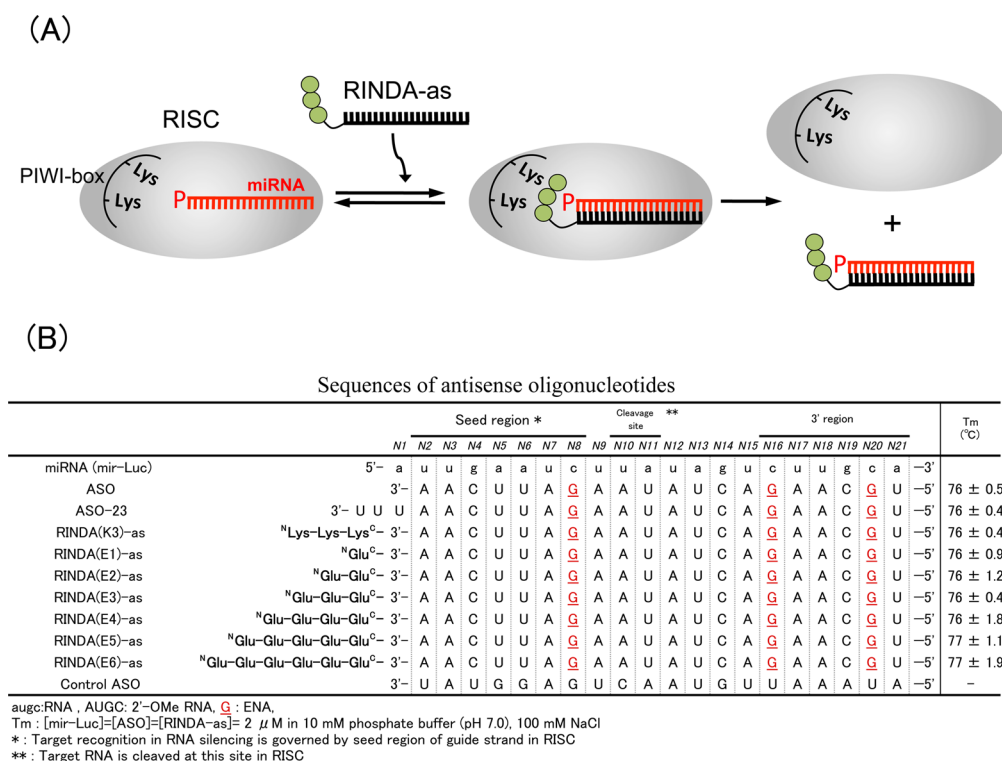 (A)
RINDA-as
RISC
PIWI-box
Lys
Lys
P
miRNA
Lys
Lys
P
Lys
Lys
+
P
(B)
Sequences of antisense oligonucleotides
Seed region * Cleavage site ** 3' region Tm (℃)
N1 N2 N3 N4 N5 N6 N7 N8 N9 N10 N11 N12 N13 N14 N15 N16 N17 N18 N19 N20 N21
miRNA (mir-Luc) 5'- a u u g a a u c u u a u a g u c u u g c a -3'
ASO 3'- A A C U U A G A A U A U C A G A A C G U -5' 76 ± 0.5
ASO-23 3'- U U U A A C U U A G A A U A U C A G A A C G U -5' 76 ± 0.4
RINDA(K3)-as NLys-Lys-LysC- 3'- A A C U U A G A A U A U C A G A A C G U -5' 76 ± 0.4
RINDA(E1)-as NGluC- 3'- A A C U U A G A A U A U C A G A A C G U -5' 76 ± 0.9
RINDA(E2)-as NGlu-GluC- 3'- A A C U U A G A A U A U C A G A A C G U -5' 76 ± 1.2
RINDA(E3)-as NGlu-Glu-GluC- 3'- A A C U U A G A A U A U C A G A A C G U -5' 76 ± 0.4
RINDA(E4)-as NGlu-Glu-Glu-GluC- 3'- A A C U U A G A A U A U C A G A A C G U -5' 76 ± 1.8
RINDA(E5)-as NGlu-Glu-Glu-Glu-GluC- 3'- A A C U U A G A A U A U C A G A A C G U -5' 77 ± 1.1
RINDA(E6)-as NGlu-Glu-Glu-Glu-Glu-GluC- 3'- A A C U U A G A A U A U C A G A A C G U -5' 77 ± 1.9
Control ASO 3'- U A U G G A G U C A U G U U A U U A U A -5' -
augc:RNA , AUGC: 2'-OMe RNA, G : ENA,
Tm : [mir-Luc]=[ASO]=[RINDA-as]= 2 μM in 10 mM phosphate buffer (pH 7.0), 100 mM NaCl
* : Target recognition in RNA silencing is governed by seed region of guide strand in RISC
** : Target RNA is cleaved at this site in RISC